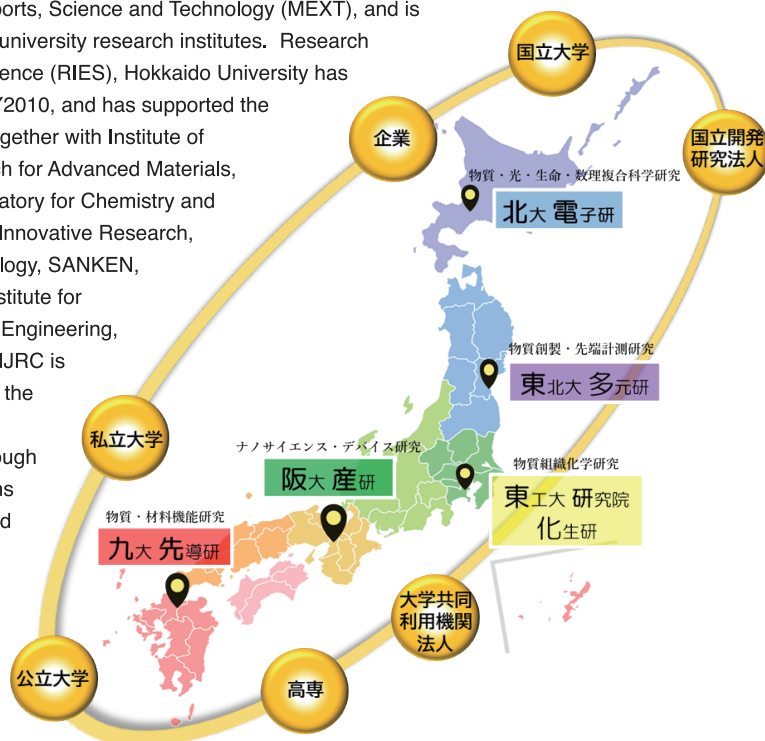 ports, Science and Technology (MEXT), and is
university research institutes. Research
ence (RIES), Hokkaido University has
Y2010, and has supported the
ogether with Institute of
ch for Advanced Materials,
atory for Chemistry and
Innovative Research,
ology, SANKEN,
stitute for
Engineering,
IJRC is
the
ough
ns
d
国立大学
企業
国立開発
研究法人
物質・光・生命・数理複合科学研究
北大 電子研
物質創製・先端計測研究
東北大 多元研
私立大学
ナノサイエンス・デバイス研究
阪大 産研
物質組織化学研究
東工大 研究院
化生研
物質・材料機能研究
九大 先導研
大学共同
利用機関
法人
公立大学
高専